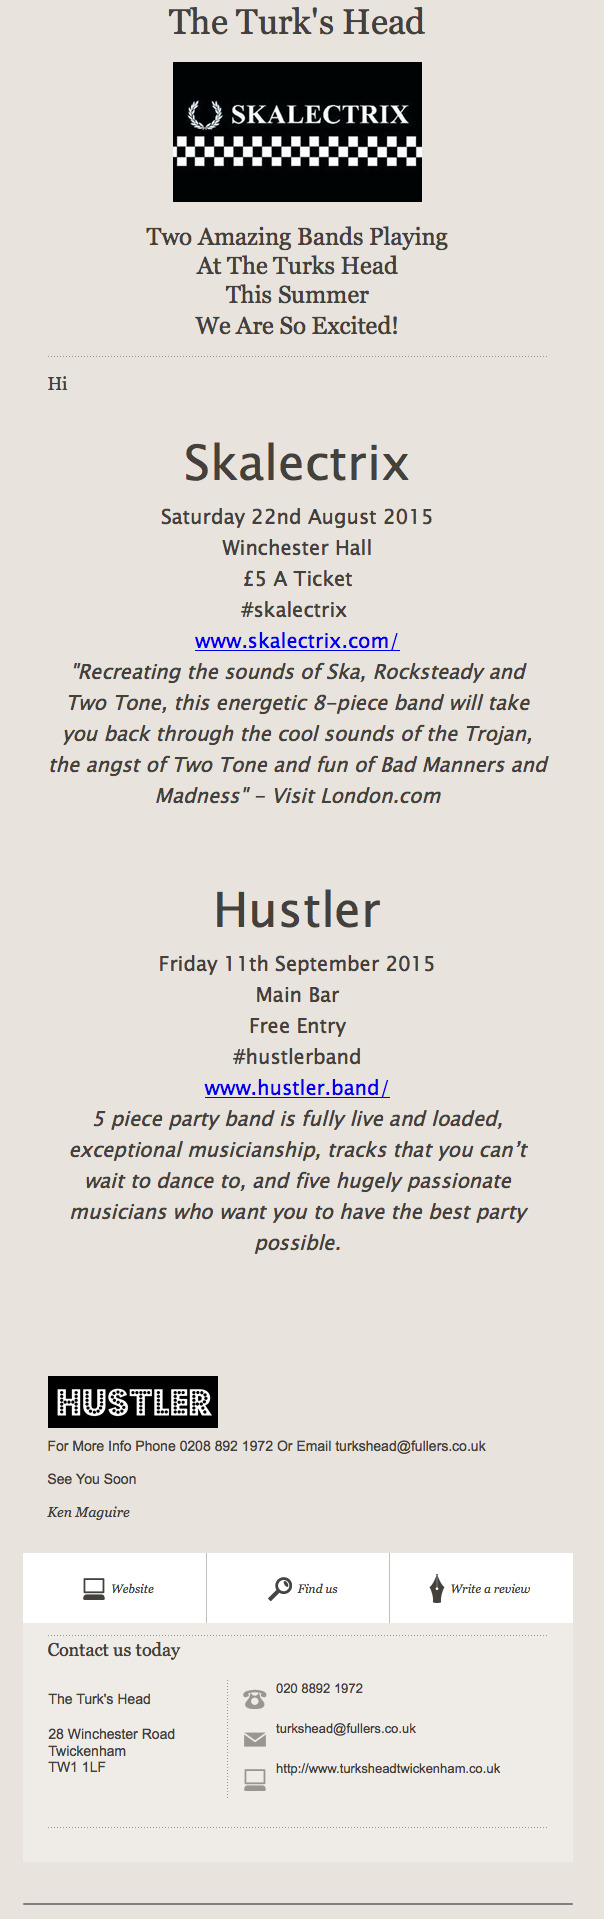 The Turk's Head
SKALECTRIX
Two Amazing Bands Playing
At The Turks Head
This Summer
We Are So Excited!
Hi
Skalectrix
Saturday 22nd August 2015
Winchester Hall
£5 A Ticket
#skalectrix
www.skalectrix.com/
"Recreating the sounds of Ska, Rocksteady and
Two Tone, this energetic 8-piece band will take
you back through the cool sounds of the Trojan,
the angst of Two Tone and fun of Bad Manners and
Madness" - Visit London.com
Hustler
Friday 11th September 2015
Main Bar
Free Entry
#hustlerband
www.hustler.band/
5 piece party band is fully live and loaded,
exceptional musicianship, tracks that you can’t
wait to dance to, and five hugely passionate
musicians who want you to have the best party
possible.
HUSTLER
For More Info Phone 0208 892 1972 Or Email turkshead@fullers.co.uk
See You Soon
Ken Maguire
Website
Find us
Write a review
Contact us today
The Turk's Head
28 Winchester Road
Twickenham
TW1 1LF
020 8892 1972
turkshead@fullers.co.uk
http://www.turksheadtwickenham.co.uk